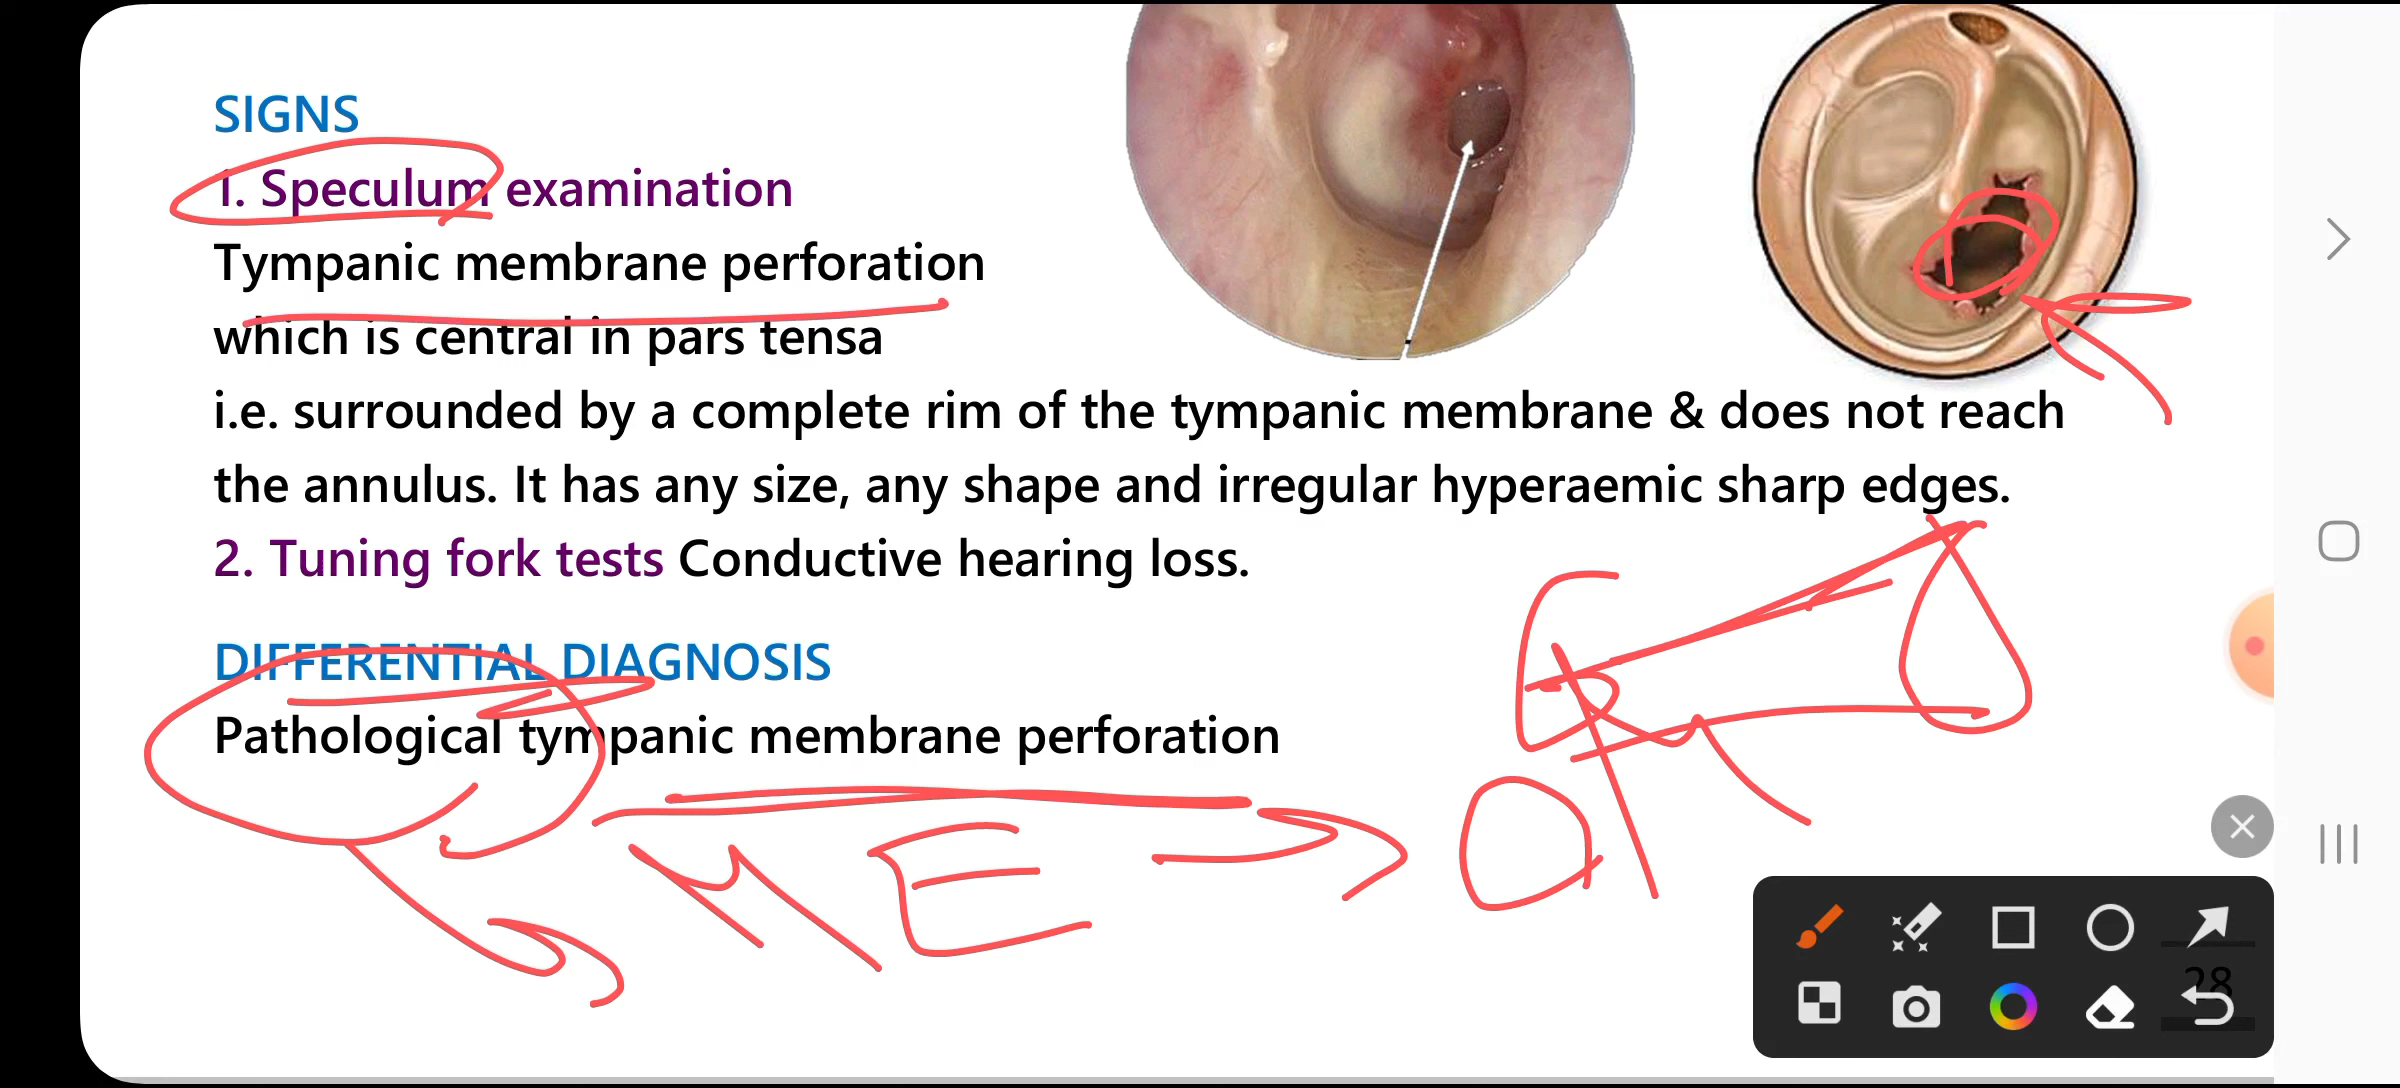 SIGNS
1. Speculum examination
Tympanic membrane perforation
which is central in pars tensa
i.e. surrounded by a complete rim of the tympanic membrane & does not reach
the annulus. It has any size, any shape and irregular hyperaemic sharp edges.
2. Tuning fork tests Conductive hearing loss.
DIFFERENTIAL DIAGNOSIS
Pathological tympanic membrane perforation
ME
28